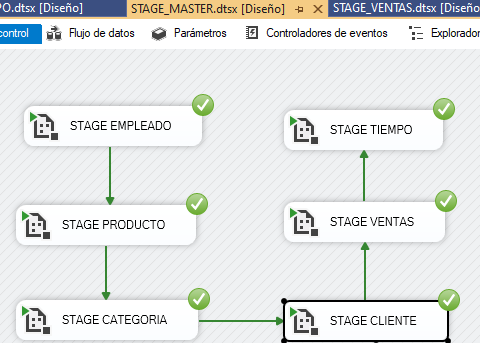 PO.dtsx [Diseño]
STAGE_MASTER.dtsx [Diseño]
STAGE_VENTAS.dtsx [Diseño
control
Flujo de datos
Parámetros
Controladores de eventos
Explorador
STAGE EMPLEADO
STAGE TIEMPO
STAGE PRODUCTO
STAGE VENTAS
STAGE CATEGORIA
STAGE CLIENTE